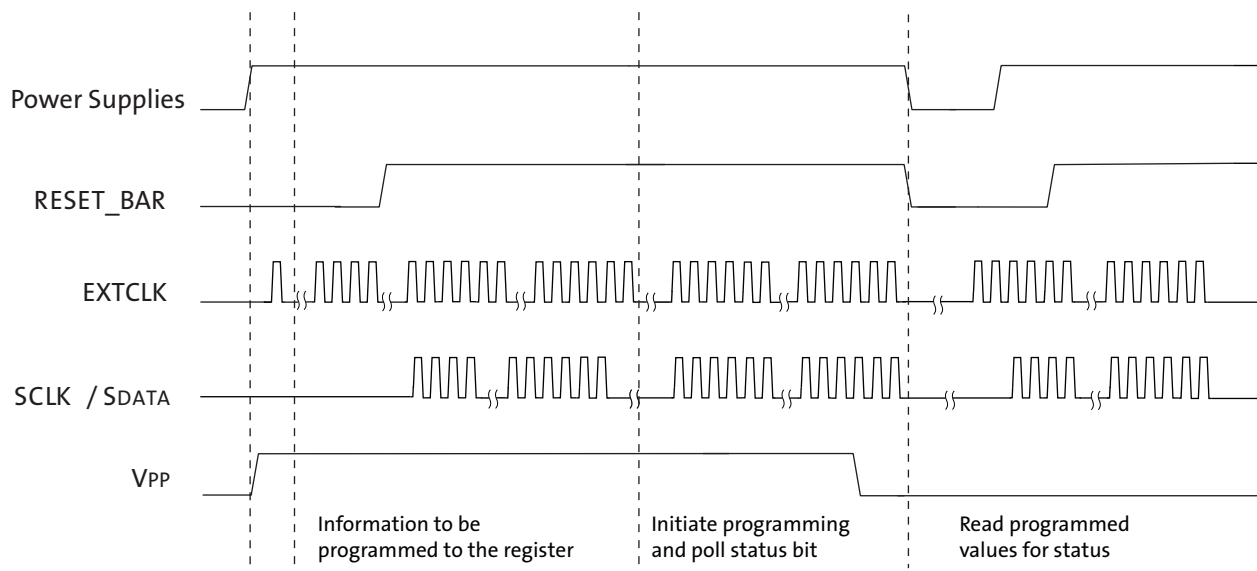 Power Supplies
RESET_BAR
EXTCLK
SCLK / SDATA
VPP
Information to be
programmed to the register
Initiate programming
and poll status bit
Read programmed
values for status